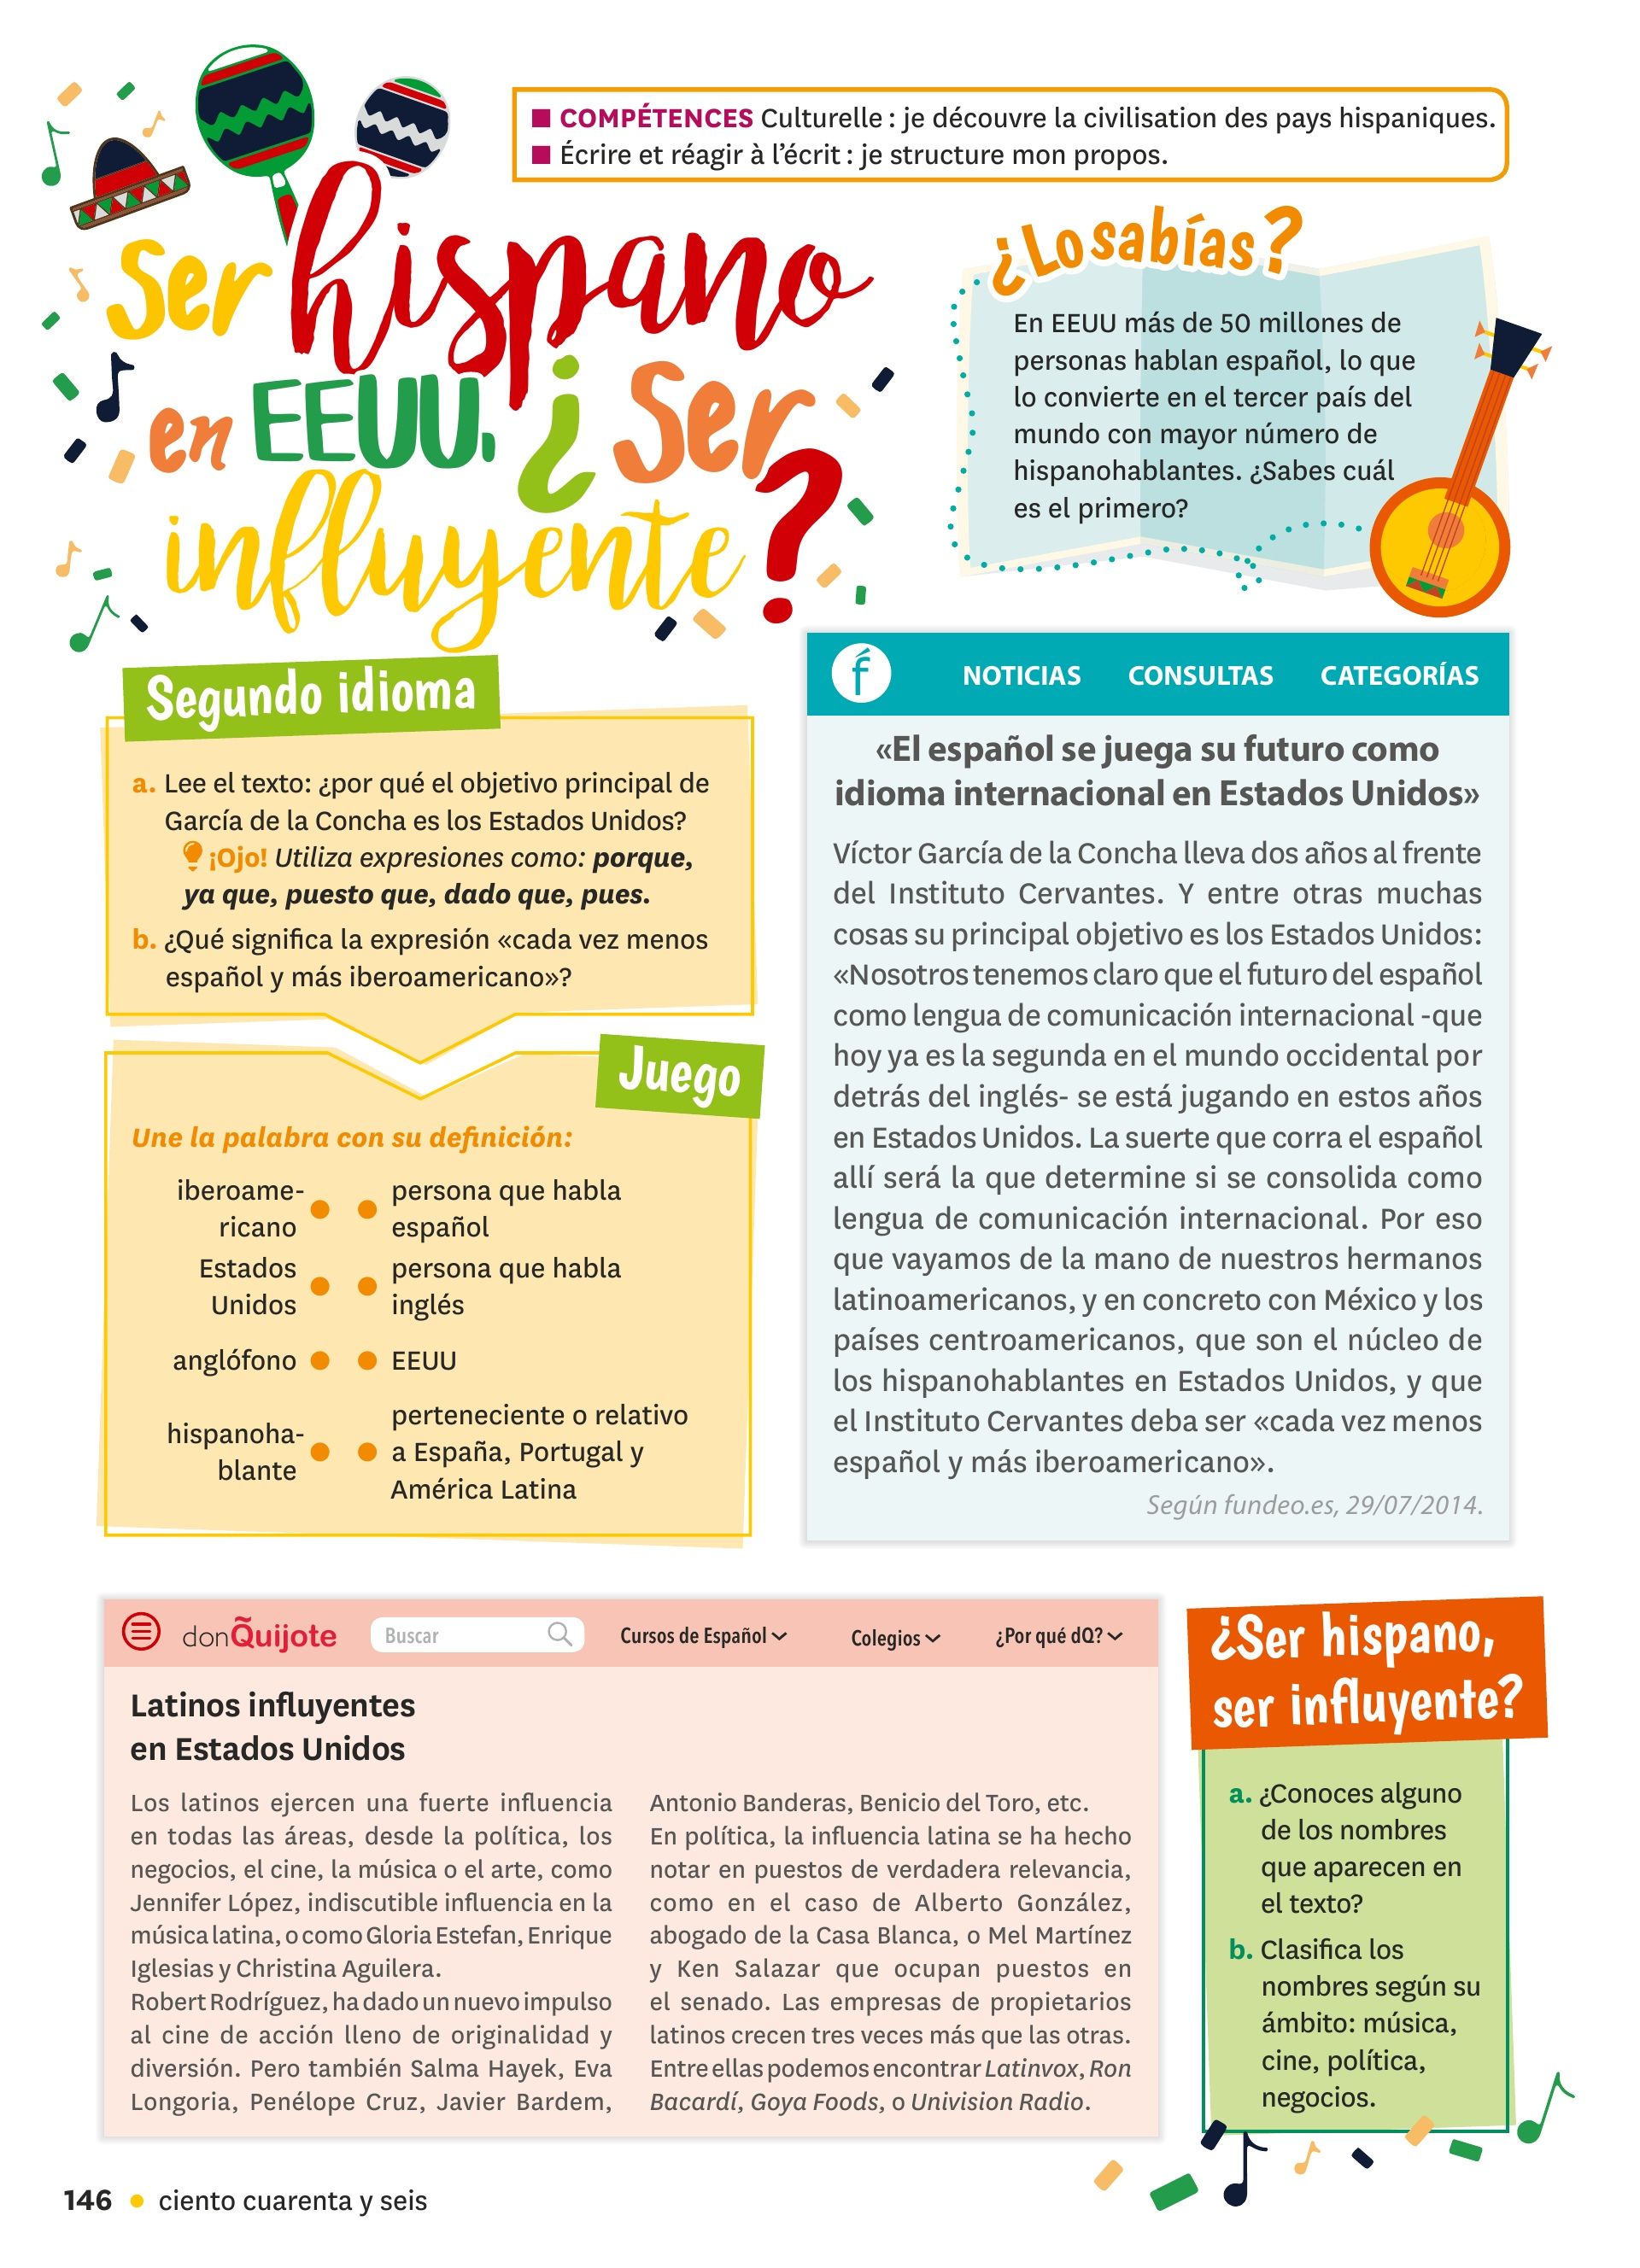 ■ COMPÉTENCES Culturelle : je découvre la civilisation des pays hispaniques.
■ Écrire et réagir à l'écrit : je structure mon propos.
Ser hispano
en EEUU. ¿Ser
influyente?
¿Lo sabías?
En EEUU más de 50 millones de
personas hablan español, lo que
lo convierte en el tercer país del
mundo con mayor número de
hispanohablantes. ¿Sabes cuál
es el primero?
Segundo idioma
a. Lee el texto: ¿por qué el objetivo principal de
García de la Concha es los Estados Unidos?
¡Ojo! Utiliza expresiones como: porque,
ya que, puesto que, dado que, pues.
b. ¿Qué significa la expresión «cada vez menos
español y más iberoamericano»?
Juego
Une la palabra con su definición:
iberoame-
ricano
persona que habla
español
Estados
Unidos
persona que habla
inglés
anglófono
EEUU
hispanoha-
blante
perteneciente o relativo
a España, Portugal y
América Latina
f́ NOTICIAS CONSULTAS CATEGORÍAS
«El español se juega su futuro como
idioma internacional en Estados Unidos»
Víctor García de la Concha lleva dos años al frente
del Instituto Cervantes. Y entre otras muchas
cosas su principal objetivo es los Estados Unidos:
«Nosotros tenemos claro que el futuro del español
como lengua de comunicación internacional -que
hoy ya es la segunda en el mundo occidental por
detrás del inglés- se está jugando en estos años
en Estados Unidos. La suerte que corra el español
allí será la que determine si se consolida como
lengua de comunicación internacional. Por eso
que vayamos de la mano de nuestros hermanos
latinoamericanos, y en concreto con México y los
países centroamericanos, que son el núcleo de
los hispanohablantes en Estados Unidos, y que
el Instituto Cervantes deba ser «cada vez menos
español y más iberoamericano».
Según fundeo.es, 29/07/2014.
donQ̃uijote Buscar Cursos de Español Colegios ¿Por qué dQ?
Latinos influyentes
en Estados Unidos
Los latinos ejercen una fuerte influencia
en todas las áreas, desde la política, los
negocios, el cine, la música o el arte, como
Jennifer López, indiscutible influencia en la
música latina, o como Gloria Estefan, Enrique
Iglesias y Christina Aguilera.
Robert Rodríguez, ha dado un nuevo impulso
al cine de acción lleno de originalidad y
diversión. Pero también Salma Hayek, Eva
Longoria, Penélope Cruz, Javier Bardem,
Antonio Banderas, Benicio del Toro, etc.
En política, la influencia latina se ha hecho
notar en puestos de verdadera relevancia,
como en el caso de Alberto González,
abogado de la Casa Blanca, o Mel Martínez
y Ken Salazar que ocupan puestos en
el senado. Las empresas de propietarios
latinos crecen tres veces más que las otras.
Entre ellas podemos encontrar Latinvox, Ron
Bacardí, Goya Foods, o Univision Radio.
¿Ser hispano,
ser influyente?
a. ¿Conoces alguno
de los nombres
que aparecen en
el texto?
b. Clasifica los
nombres según su
ámbito: música,
cine, política,
negocios.
146 • ciento cuarenta y seis